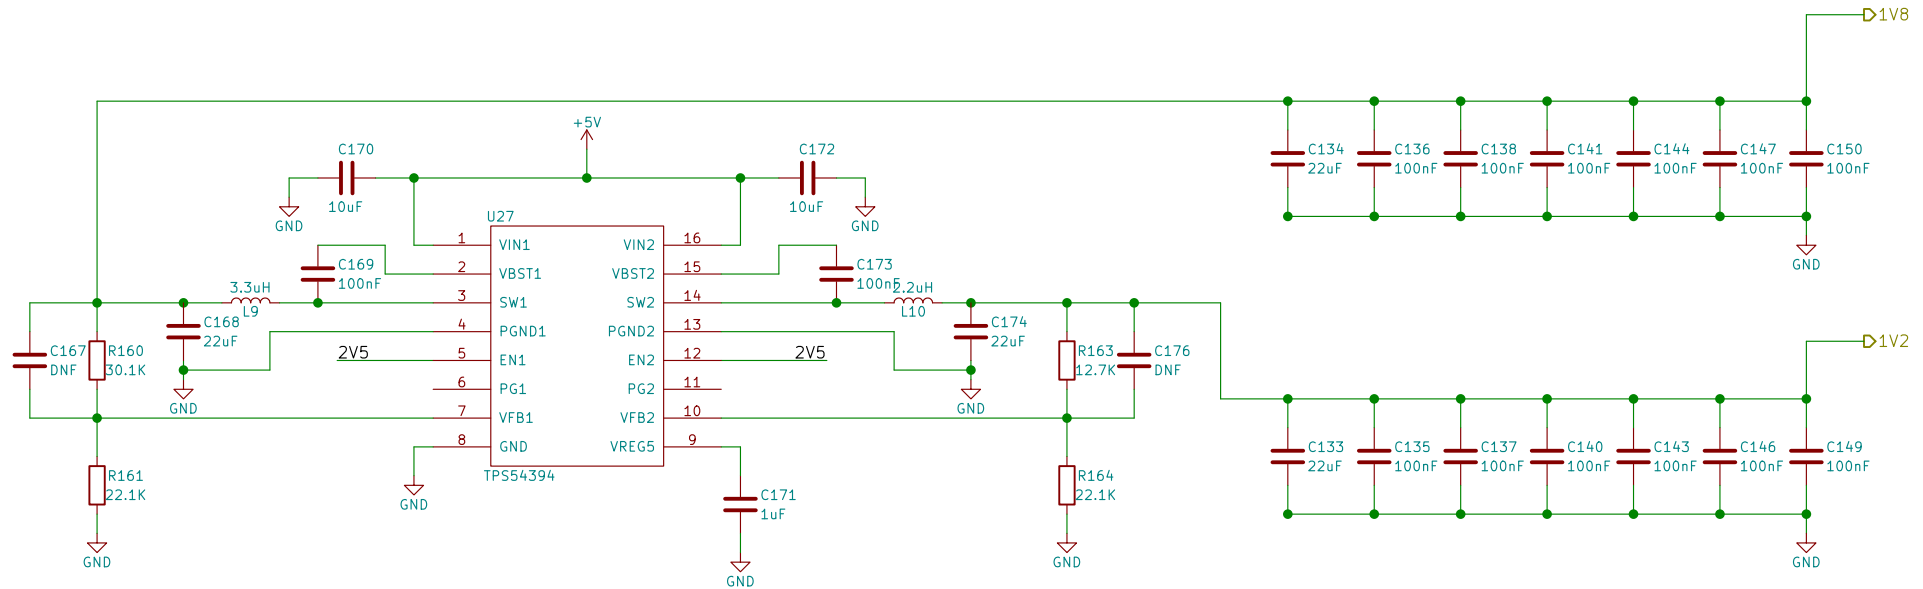 1V8
+5V
C170
C172
10uF
10uF
GND
GND
C134
22uF
C136
100nF
C138
100nF
C141
100nF
C144
100nF
C147
100nF
C150
100nF
GND
U27
1
VIN1
VIN2
16
2
VBST1
VBST2
15
3
SW1
SW2
14
4
PGND1
PGND2
13
5
EN1
EN2
12
6
PG1
PG2
11
7
VFB1
VFB2
10
8
GND
VREG5
9
TPS54394
C169
100nF
3.3uH
L9
C168
22uF
GND
C167
DNF
R160
30.1K
2V5
R161
22.1K
GND
GND
C173
100nF
2.2uH
L10
C174
22uF
GND
2V5
R163
12.7K
C176
DNF
R164
22.1K
GND
C171
1uF
GND
1V2
C133
22uF
C135
100nF
C137
100nF
C140
100nF
C143
100nF
C146
100nF
C149
100nF
GND